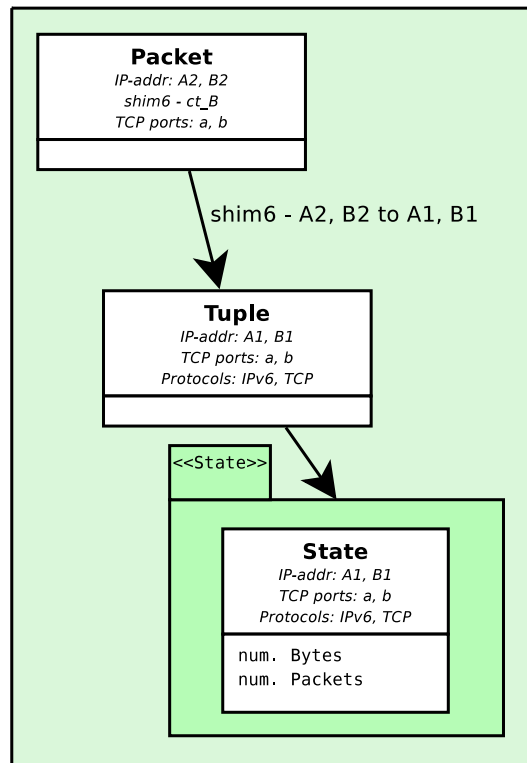 Packet
IP-addr: A2, B2
shim6 - ct_B
TCP ports: a, b
shim6 - A2, B2 to A1, B1
Tuple
IP-addr: A1, B1
TCP ports: a, b
Protocols: IPv6, TCP
<<State>>
State
IP-addr: A1, B1
TCP ports: a, b
Protocols: IPv6, TCP
num. Bytes
num. Packets